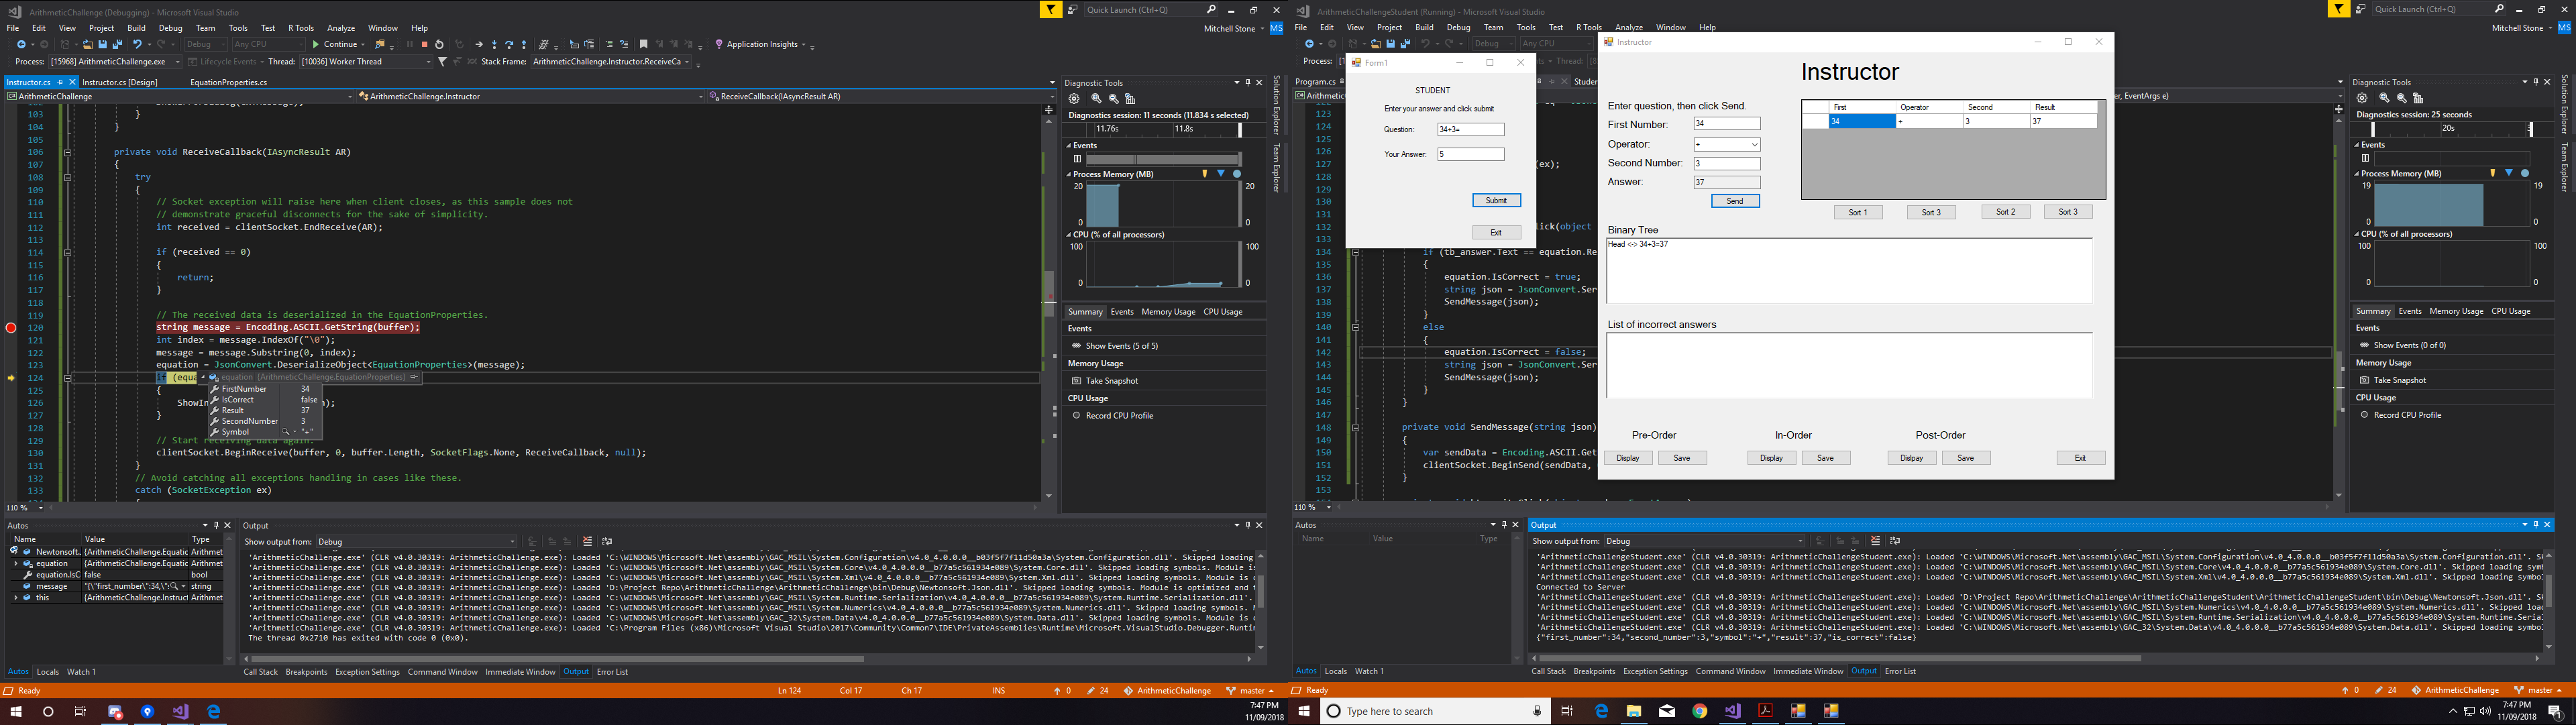 ArithmeticChallenge (Debugging) - Microsoft Visual Studio
Quick Launch (Ctrl+Q)
File Edit View Project Build Debug Team Tools Test R Tools Analyze Window Help
Mitchell Stone MS
Debug Any CPU Continue Application Insights
Process: [15968] ArithmeticChallenge.exe Lifecycle Events Thread: [10036] Worker Thread Stack Frame: ArithmeticChallenge.Instructor.ReceiveCa
Instructor.cs Instructor.cs [Design] EquationProperties.cs
ArithmeticChallenge ArithmeticChallenge.Instructor ReceiveCallback(IAsyncResult AR)
103 }
104 }
105
106 private void ReceiveCallback(IAsyncResult AR)
107 {
108 try
109 {
110 // Socket exception will raise here when client closes, as this sample does not
111 // demonstrate graceful disconnects for the sake of simplicity.
112 int received = clientSocket.EndReceive(AR);
113
114 if (received == 0)
115 {
116 return;
117 }
118
119 // The received data is deserialized in the EquationProperties.
120 string message = Encoding.ASCII.GetString(buffer);
121 int index = message.IndexOf("\0");
122 message = message.Substring(0, index);
123 equation = JsonConvert.DeserializeObject<EquationProperties>(message);
124 if (equa equation {ArithmeticChallenge.EquationProperties}
125 { FirstNumber 34
IsCorrect false
126 ShowIn );
Result 37
127 } SecondNumber 3
128 Symbol "+"
129 // Start receiving data again.
130 clientSocket.BeginReceive(buffer, 0, buffer.Length, SocketFlags.None, ReceiveCallback, null);
131 }
132 // Avoid catching all exceptions handling in cases like these.
133 catch (SocketException ex)
110 %
Diagnostic Tools
Diagnostics session: 11 seconds (11.834 s selected)
11.76s 11.8s
Events
Process Memory (MB)
20 20
0 0
CPU (% of all processors)
100 100
0 0
Summary Events Memory Usage CPU Usage
Events
Show Events (5 of 5)
Memory Usage
Take Snapshot
CPU Usage
Record CPU Profile
Solution Explorer
Team Explorer
Autos
Name Value Type
Newtonsoft... {ArithmeticChallenge.Equatic Arithmet
equation {ArithmeticChallenge.Equatic Arithmet
equation.IsC false bool
message "{\"first_number\":34,\": string
this {ArithmeticChallenge.Instruct Arithmet
Autos Locals Watch 1
Output
Show output from: Debug
'ArithmeticChallenge.exe' (CLR v4.0.30319: ArithmeticChallenge.exe): Loaded 'C:\WINDOWS\Microsoft.Net\assembly\GAC_MSIL\System.Configuration\v4.0_4.0.0.0__b03f5f7f11d50a3a\System.Configuration.dll'. Skipped loading
'ArithmeticChallenge.exe' (CLR v4.0.30319: ArithmeticChallenge.exe): Loaded 'C:\WINDOWS\Microsoft.Net\assembly\GAC_MSIL\System.Core\v4.0_4.0.0.0__b77a5c561934e089\System.Core.dll'. Skipped loading symbols. Module is
'ArithmeticChallenge.exe' (CLR v4.0.30319: ArithmeticChallenge.exe): Loaded 'C:\WINDOWS\Microsoft.Net\assembly\GAC_MSIL\System.Xml\v4.0_4.0.0.0__b77a5c561934e089\System.Xml.dll'. Skipped loading symbols. Module is o
'ArithmeticChallenge.exe' (CLR v4.0.30319: ArithmeticChallenge.exe): Loaded 'D:\Project Repo\ArithmeticChallenge\ArithmeticChallenge\bin\Debug\Newtonsoft.Json.dll'. Skipped loading symbols. Module is optimized and t
'ArithmeticChallenge.exe' (CLR v4.0.30319: ArithmeticChallenge.exe): Loaded 'C:\WINDOWS\Microsoft.Net\assembly\GAC_MSIL\System.Runtime.Serialization\v4.0_4.0.0.0__b77a5c561934e089\System.Runtime.Serialization.dll'.
'ArithmeticChallenge.exe' (CLR v4.0.30319: ArithmeticChallenge.exe): Loaded 'C:\WINDOWS\Microsoft.Net\assembly\GAC_MSIL\System.Numerics\v4.0_4.0.0.0__b77a5c561934e089\System.Numerics.dll'. Skipped loading symbols.
'ArithmeticChallenge.exe' (CLR v4.0.30319: ArithmeticChallenge.exe): Loaded 'C:\WINDOWS\Microsoft.Net\assembly\GAC_32\System.Data\v4.0_4.0.0.0__b77a5c561934e089\System.Data.dll'. Skipped loading symbols. Module is o
'ArithmeticChallenge.exe' (CLR v4.0.30319: ArithmeticChallenge.exe): Loaded 'C:\Program Files (x86)\Microsoft Visual Studio\2017\Community\Common7\IDE\PrivateAssemblies\Runtime\Microsoft.VisualStudio.Debugger.Runtim
The thread 0x2710 has exited with code 0 (0x0).
Call Stack Breakpoints Exception Settings Command Window Immediate Window Output Error List
Ready Ln 124 Col 17 Ch 17 INS 0 24 ArithmeticChallenge master
7:47 PM
11/09/2018
ArithmeticChallengeStudent (Running) - Microsoft Visual Studio
Quick Launch (Ctrl+Q)
File Edit View Project Build Debug Team Tools Test R Tools Analyze Window Help
Mitchell Stone MS
Debug Any CPU
Process: [1
Program.cs Studen
Arithmetic r, EventArgs e)
Form1
STUDENT
Enter your answer and click submit
Question: 34+3=
Your Answer: 5
Submit
Exit
Instructor
Instructor
Enter question, then click Send.
First Number: 34
Operator: +
Second Number: 3
Answer: 37
Send
First Operator Second Result
34 + 3 37
Sort 1 Sort 3 Sort 2 Sort 3
Binary Tree
Head <-> 34+3=37
List of incorrect answers
Pre-Order In-Order Post-Order
Display Save Display Save Dislpay Save Exit
123
124
125
126
127 (ex);
128
129
130
131
132 lick(object
133
134 if (tb_answer.Text == equation.Re
135 {
136 equation.IsCorrect = true;
137 string json = JsonConvert.Ser
138 SendMessage(json);
139 }
140 else
141 {
142 equation.IsCorrect = false;
143 string json = JsonConvert.Ser
144 SendMessage(json);
145 }
146 }
147
148 private void SendMessage(string json)
149 {
150 var sendData = Encoding.ASCII.Get
151 clientSocket.BeginSend(sendData,
152 }
153
110 %
Diagnostic Tools
Diagnostics session: 25 seconds
20s
Events
Process Memory (MB)
19 19
0 0
CPU (% of all processors)
100 100
0 0
Summary Events Memory Usage CPU Usage
Events
Show Events (0 of 0)
Memory Usage
Take Snapshot
CPU Usage
Record CPU Profile
Solution Explorer
Team Explorer
Autos
Name Value Type
Autos Locals Watch 1
Output
Show output from: Debug
'ArithmeticChallengeStudent.exe' (CLR v4.0.30319: ArithmeticChallengeStudent.exe): Loaded 'C:\WINDOWS\Microsoft.Net\assembly\GAC_MSIL\System.Configuration\v4.0_4.0.0.0__b03f5f7f11d50a3a\System.Configuration.dll'. Sk
'ArithmeticChallengeStudent.exe' (CLR v4.0.30319: ArithmeticChallengeStudent.exe): Loaded 'C:\WINDOWS\Microsoft.Net\assembly\GAC_MSIL\System.Core\v4.0_4.0.0.0__b77a5c561934e089\System.Core.dll'. Skipped loading symb
'ArithmeticChallengeStudent.exe' (CLR v4.0.30319: ArithmeticChallengeStudent.exe): Loaded 'C:\WINDOWS\Microsoft.Net\assembly\GAC_MSIL\System.Xml\v4.0_4.0.0.0__b77a5c561934e089\System.Xml.dll'. Skipped loading symbol
Connected to Server
'ArithmeticChallengeStudent.exe' (CLR v4.0.30319: ArithmeticChallengeStudent.exe): Loaded 'D:\Project Repo\ArithmeticChallenge\ArithmeticChallengeStudent\ArithmeticChallengeStudent\bin\Debug\Newtonsoft.Json.dll'. Sk
'ArithmeticChallengeStudent.exe' (CLR v4.0.30319: ArithmeticChallengeStudent.exe): Loaded 'C:\WINDOWS\Microsoft.Net\assembly\GAC_MSIL\System.Numerics\v4.0_4.0.0.0__b77a5c561934e089\System.Numerics.dll'. Skipped load
'ArithmeticChallengeStudent.exe' (CLR v4.0.30319: ArithmeticChallengeStudent.exe): Loaded 'C:\WINDOWS\Microsoft.Net\assembly\GAC_MSIL\System.Runtime.Serialization\v4.0_4.0.0.0__b77a5c561934e089\System.Runtime.Serial
'ArithmeticChallengeStudent.exe' (CLR v4.0.30319: ArithmeticChallengeStudent.exe): Loaded 'C:\WINDOWS\Microsoft.Net\assembly\GAC_32\System.Data\v4.0_4.0.0.0__b77a5c561934e089\System.Data.dll'. Skipped loading symbol
{"first_number":34,"second_number":3,"symbol":"+","result":37,"is_correct":false}
Call Stack Breakpoints Exception Settings Command Window Immediate Window Output Error List
Ready 0 24 ArithmeticChallenge master
Type here to search
7:47 PM
11/09/2018